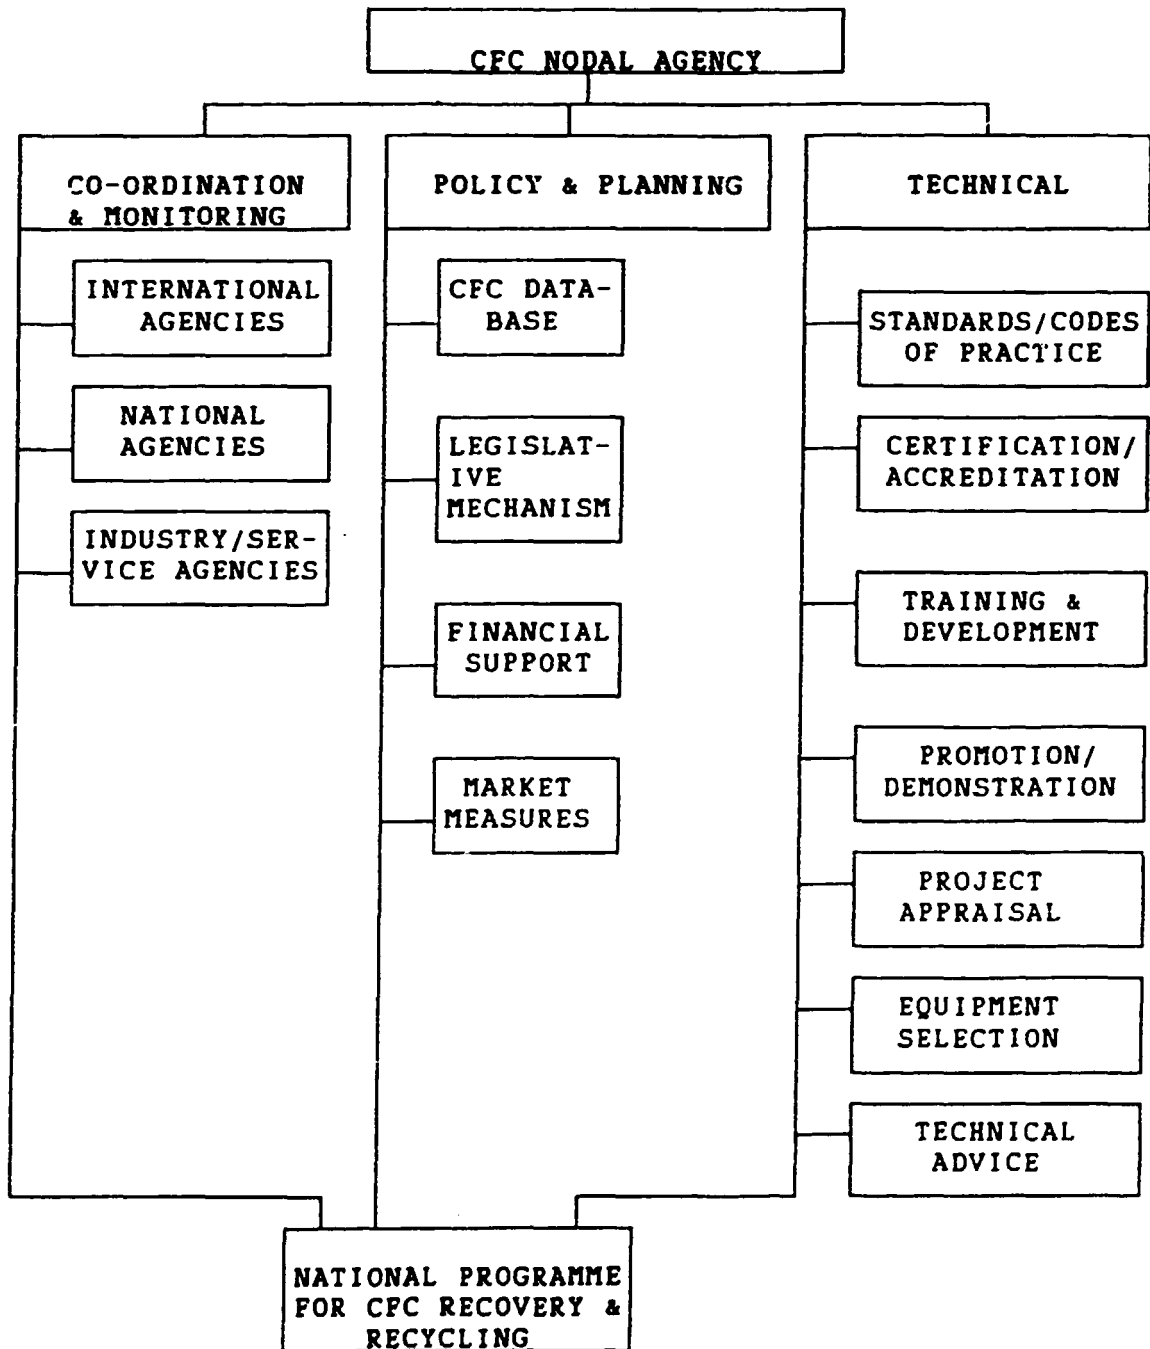 CFC NODAL AGENCY
CO-ORDINATION
& MONITORING
INTERNATIONAL
AGENCIES
NATIONAL
AGENCIES
INDUSTRY/SER-
VICE AGENCIES
POLICY & PLANNING
CFC DATA-
BASE
LEGISLAT-
IVE
MECHANISM
FINANCIAL
SUPPORT
MARKET
MEASURES
TECHNICAL
STANDARDS/CODES
OF PRACTICE
CERTIFICATION/
ACCREDITATION
TRAINING &
DEVELOPMENT
PROMOTION/
DEMONSTRATION
PROJECT
APPRAISAL
EQUIPMENT
SELECTION
TECHNICAL
ADVICE
NATIONAL PROGRAMME
FOR CFC RECOVERY &
RECYCLING